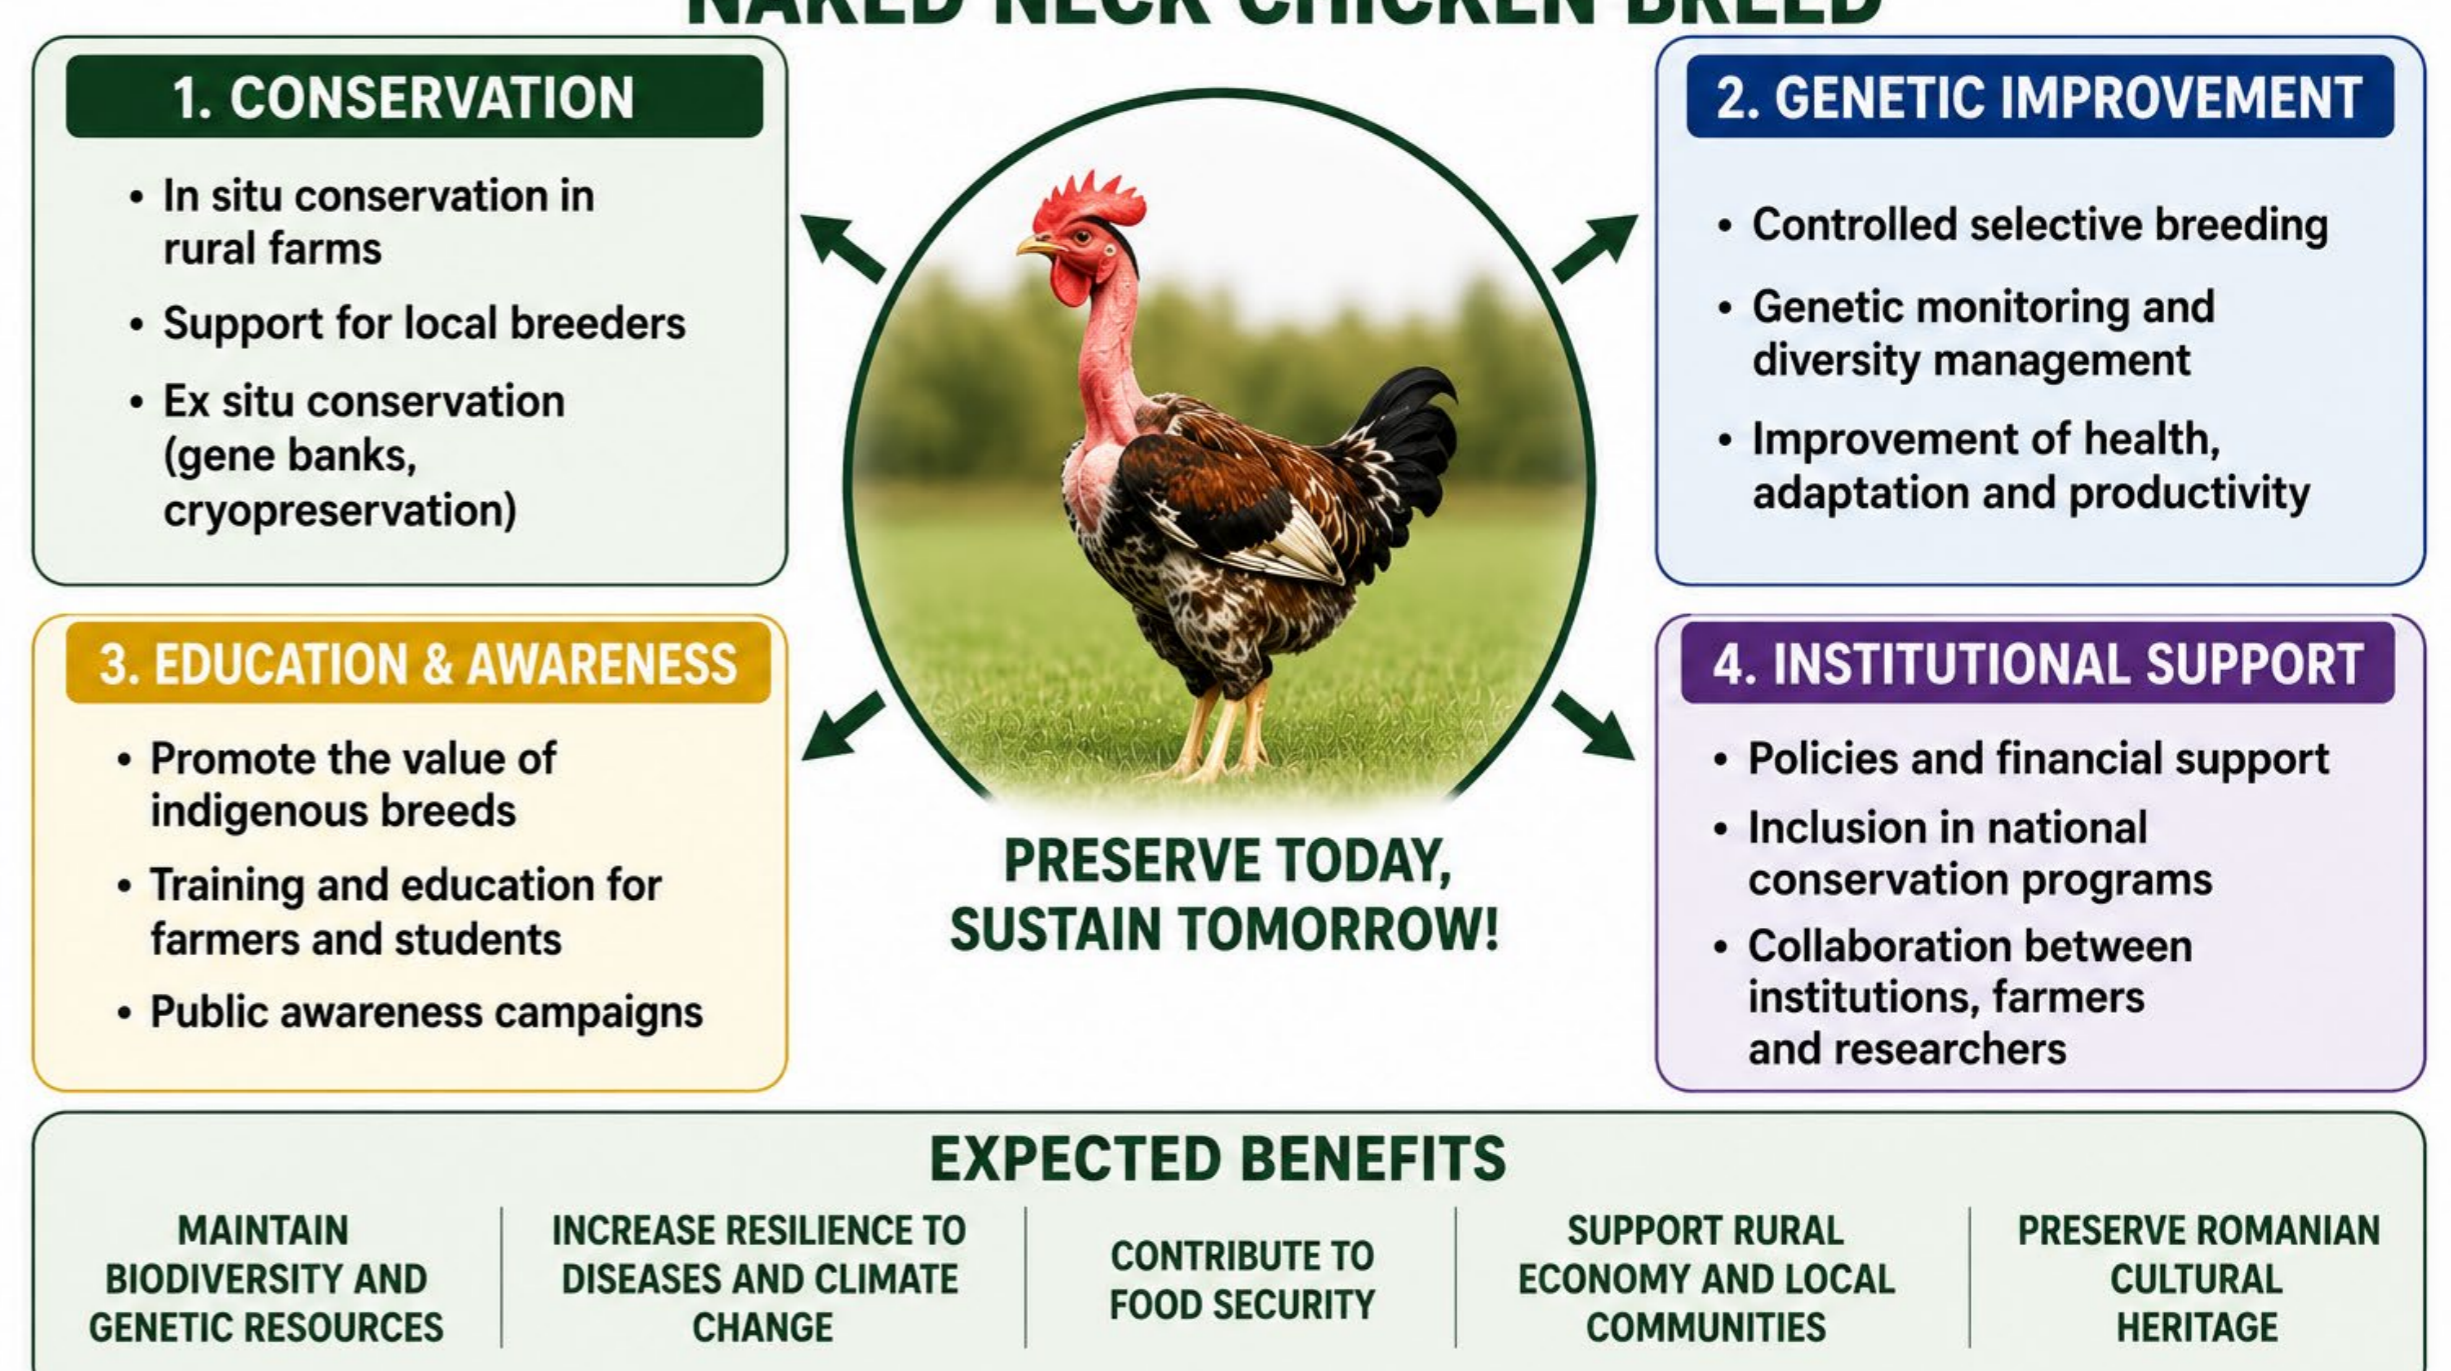 NAKED NECK CHICKEN BREED
1. CONSERVATION
• In situ conservation in
rural farms
• Support for local breeders
• Ex situ conservation
(gene banks,
cryopreservation)
2. GENETIC IMPROVEMENT
• Controlled selective breeding
• Genetic monitoring and
diversity management
• Improvement of health,
adaptation and productivity
3. EDUCATION & AWARENESS
• Promote the value of
indigenous breeds
• Training and education for
farmers and students
• Public awareness campaigns
4. INSTITUTIONAL SUPPORT
• Policies and financial support
• Inclusion in national
conservation programs
• Collaboration between
institutions, farmers
and researchers
PRESERVE TODAY,
SUSTAIN TOMORROW!
EXPECTED BENEFITS
MAINTAIN
BIODIVERSITY AND
GENETIC RESOURCES
INCREASE RESILIENCE TO
DISEASES AND CLIMATE
CHANGE
CONTRIBUTE TO
FOOD SECURITY
SUPPORT RURAL
ECONOMY AND LOCAL
COMMUNITIES
PRESERVE ROMANIAN
CULTURAL
HERITAGE